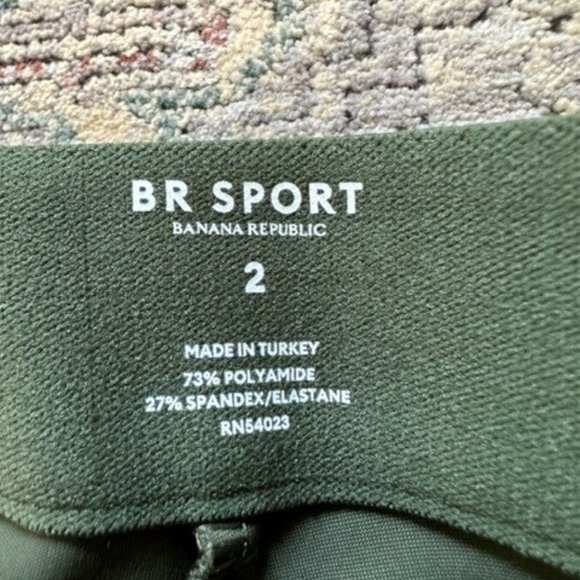 BR SPORT
BANANA REPUBLIC
2
MADE IN TURKEY
73% POLYAMIDE
27% SPANDEX/ELASTANE
RN54023